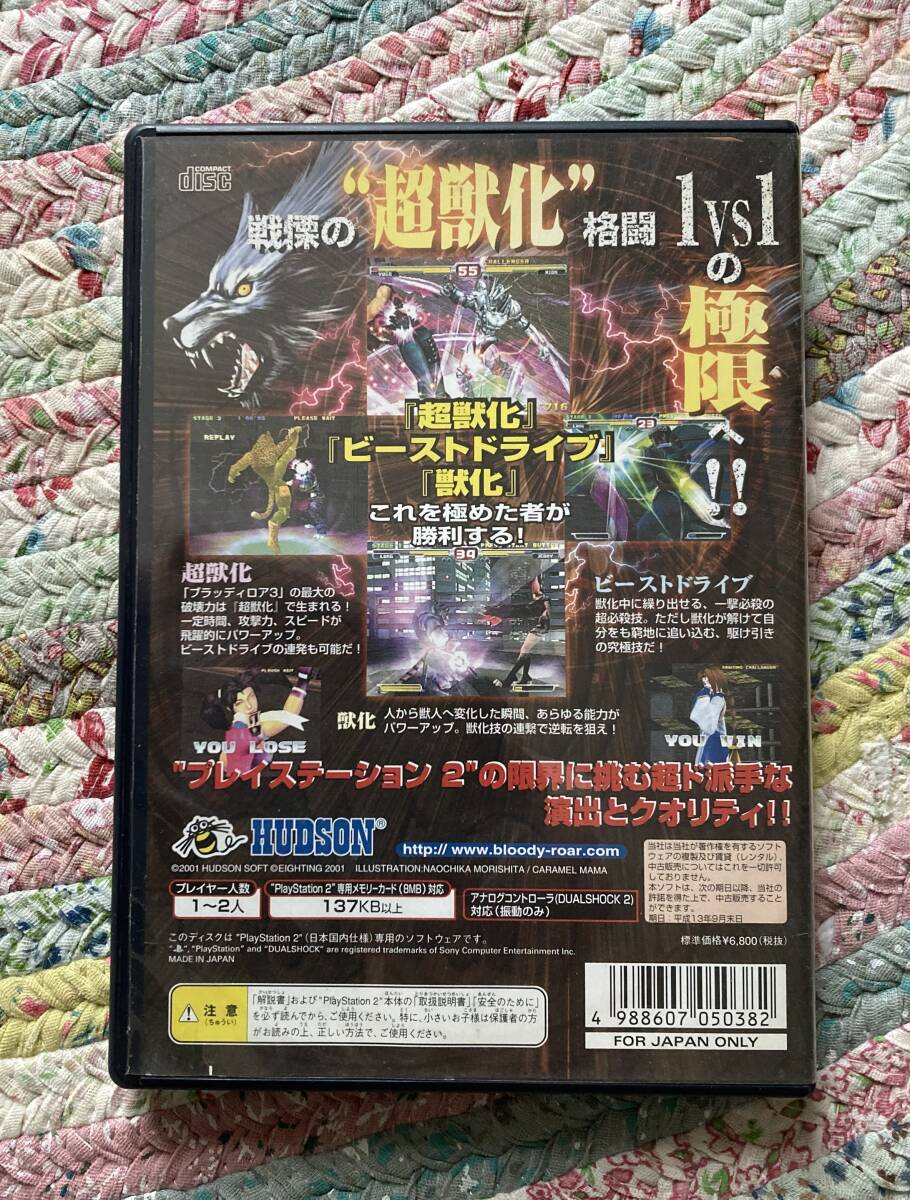 COMPACT
disc
戦慄の“超獣化”格闘 1vs1
の極限へ!!
55
YUGO
HALLENGER
716
STAGE 3
PLEASE WAIT
REPLAY
LONG
23
『超獣化』
『ビーストドライブ』
『獣化』
これを極めた者が
勝利する!
39
LONG
JENNY
超獣化
「ブラッディロア3」の最大の
破壊力は『超獣化』で生まれる!
一定時間、攻撃力、スピードが
飛躍的にパワーアップ。
ビーストドライブの連発も可能だ!
ビーストドライブ
獣化中に繰り出せる、一撃必殺の
超必殺技。ただし獣化が解けて自
分をも窮地に追い込む、駆け引き
の究極技だ!
獣化 人から獣人へ変化した瞬間、あらゆる能力が
パワーアップ。獣化技の連繋で逆転を狙え!
YOU LOSE
YOU WIN
"プレイステーション 2"の限界に挑む超ド派手な
演出とクオリティ!!
HUDSON®
http:// www.bloody-roar.com
©2001 HUDSON SOFT ©EIGHTING 2001 ILLUSTRATION:NAOCHIKA MORISHITA / CARAMEL MAMA
当社は当社が著作権を有するソフト
ウェアの複製及び賃貸(レンタル)、
中古販売についてはこれを一切許可
しておりません。
本ソフトは、次の期日以降、当社の
許諾を得た上で、中古販売すること
ができます。
期日:平成13年9月末日
プレイヤー人数
1〜2人
"PlayStation 2"専用メモリーカード(8MB)対応
137KB以上
アナログコントローラ(DUALSHOCK 2)
対応(振動のみ)
標準価格¥6,800(税抜)
このディスクは "PlayStation 2"(日本国内仕様)専用のソフトウェアです。
" ", "PlayStation" and "DUALSHOCK" are registered trademarks of Sony Computer Entertainment Inc.
MADE IN JAPAN
注意
(ちゅうい)
「解説書」および"PlayStation 2"本体の「取扱説明書」「安全のために」
を必ず読んでから、ご使用ください。特に、小さいお子様は保護者の方
がお読みの上、正しい方法で、ご使用ください。
4 988607 050382
FOR JAPAN ONLY